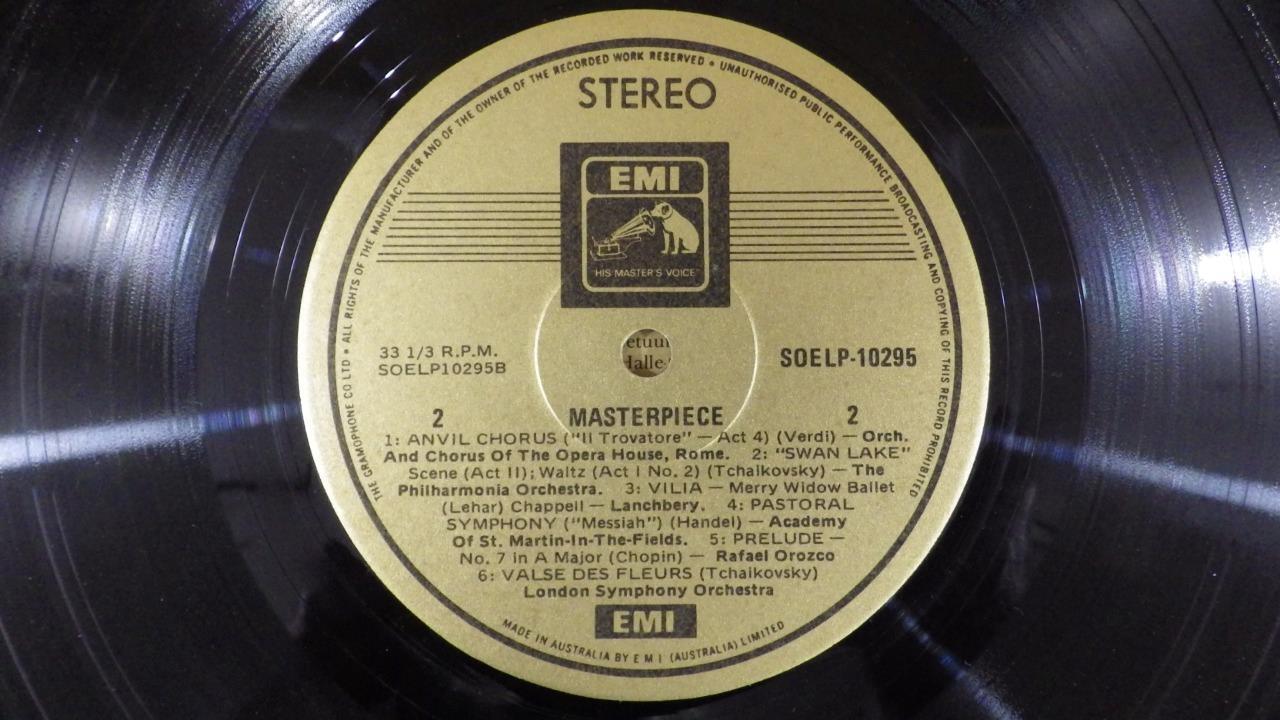 THE GRAMOPHONE CO LTD • ALL RIGHTS OF THE MANUFACTURER AND OF THE OWNER OF THE RECORDED WORK RESERVED • UNAUTHORISED PUBLIC PERFORMANCE BROADCASTING AND COPYING OF THIS RECORD PROHIBITED
STEREO
EMI
"HIS MASTER'S VOICE"
33 1/3 R.P.M.
SOELP10295B
SOELP-10295
2 MASTERPIECE 2
1: ANVIL CHORUS ("Il Trovatore" — Act 4) (Verdi) — Orch.
And Chorus Of The Opera House, Rome. 2: "SWAN LAKE"
Scene (Act II); Waltz (Act I No. 2) (Tchaikovsky) — The
Philharmonia Orchestra. 3: VILIA — Merry Widow Ballet
(Lehar) Chappell — Lanchbery. 4: PASTORAL
SYMPHONY ("Messiah") (Handel) — Academy
Of St. Martin-In-The-Fields. 5: PRELUDE —
No. 7 in A Major (Chopin) — Rafael Orozco
6: VALSE DES FLEURS (Tchaikovsky)
London Symphony Orchestra
EMI
MADE IN AUSTRALIA BY E M I (AUSTRALIA) LIMITED